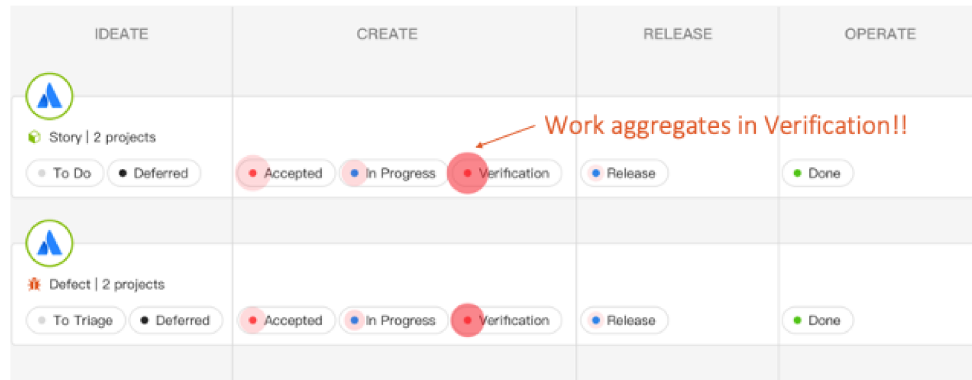 IDEATE CREATE RELEASE OPERATE
Work aggregates in Verification!!
Story | 2 projects
To Do Deferred Accepted In Progress Verification Release Done
Defect | 2 projects
To Triage Deferred Accepted In Progress Verification Release Done